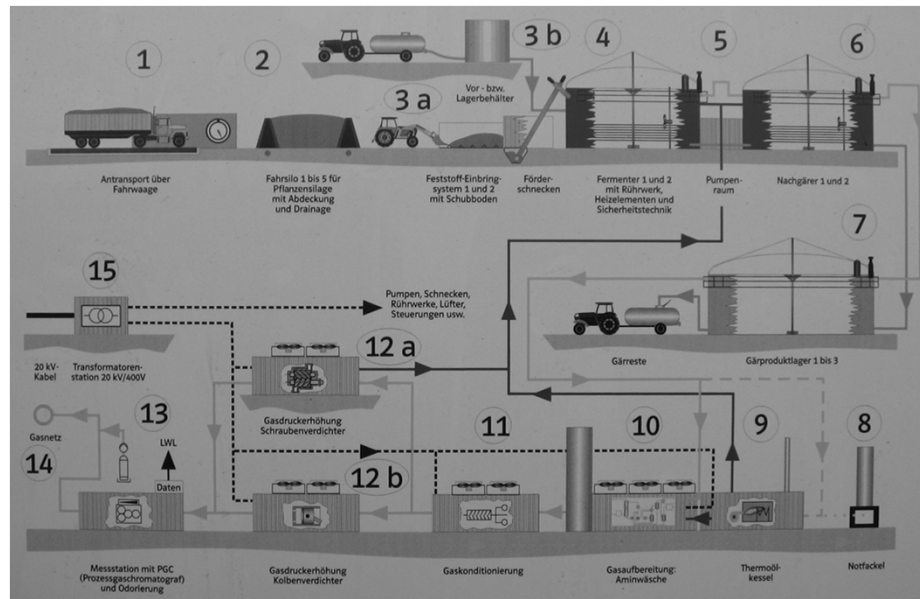 1
2
3 a
3 b
4
5
6
Vor - bzw.
Lagerbehälter
Antransport über
Fahrwaage
Fahrsilo 1 bis 5 für
Pflanzensilage
mit Abdeckung
und Drainage
Feststoff-Einbring-
system 1 und 2
mit Schubboden
Förder-
schnecken
Fermenter 1 und 2
mit Rührwerk,
Heizelementen und
Sicherheitstechnik
Pumpen-
raum
Nachgärer 1 und 2
7
15
Pumpen, Schnecken,
Rührwerke, Lüfter,
Steuerungen usw.
Gärreste
Gärproduktlager 1 bis 3
20 kV-
Kabel
Transformatoren-
station 20 kV/400V
12 a
Gasdruckerhöhung
Schraubenverdichter
13
Gasnetz
14
LWL
Daten
12 b
11
10
9
8
Messstation mit PGC
(Prozessgaschromatograf)
und Odorierung
Gasdruckerhöhung
Kolbenverdichter
Gaskonditionierung
Gasaufbereitung:
Aminwäsche
Thermoöl-
kessel
Notfackel